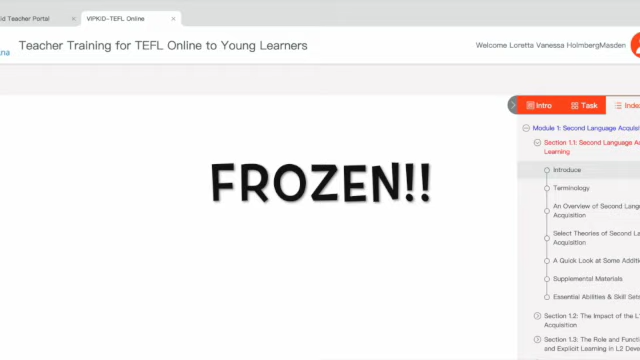 id Teacher Portal
VIPKID-TEFL Online
Teacher Training for TEFL Online to Young Learners
Welcome Loretta Vanessa HolmbergMasden
FROZEN!!
Intro
Task
Index
Module 1: Second Language Acquisi
Section 1.1: Second Language Ac
Learning
Introduce
Terminology
An Overview of Second Lang
Acquisition
Select Theories of Second La
Acquisition
A Quick Look at Some Additi
Supplemental Materials
Essential Abilities & Skill Sets
Section 1.2: The Impact of the L1
Acquisition
Section 1.3: The Role and Functi
and Explicit Learning in L2 Deve